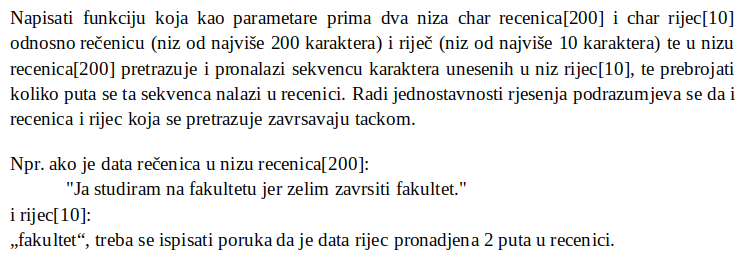 Napisati funkciju koja kao parametare prima dva niza char recenica[200] i char rijec[10]
odnosno rečenicu (niz od najviše 200 karaktera) i riječ (niz od najviše 10 karaktera) te u nizu
recenica[200] pretrazuje i pronalazi sekvencu karaktera unesenih u niz rijec[10], te prebrojati
koliko puta se ta sekvenca nalazi u recenici. Radi jednostavnosti rjesenja podrazumjeva se da i
recenica i rijec koja se pretrazuje zavrsavaju tackom.
Npr. ako je data rečenica u nizu recenica[200]:
"Ja studiram na fakultetu jer zelim zavrsiti fakultet."
i rijec[10]:
„fakultet“, treba se ispisati poruka da je data rijec pronadjena 2 puta u recenici.